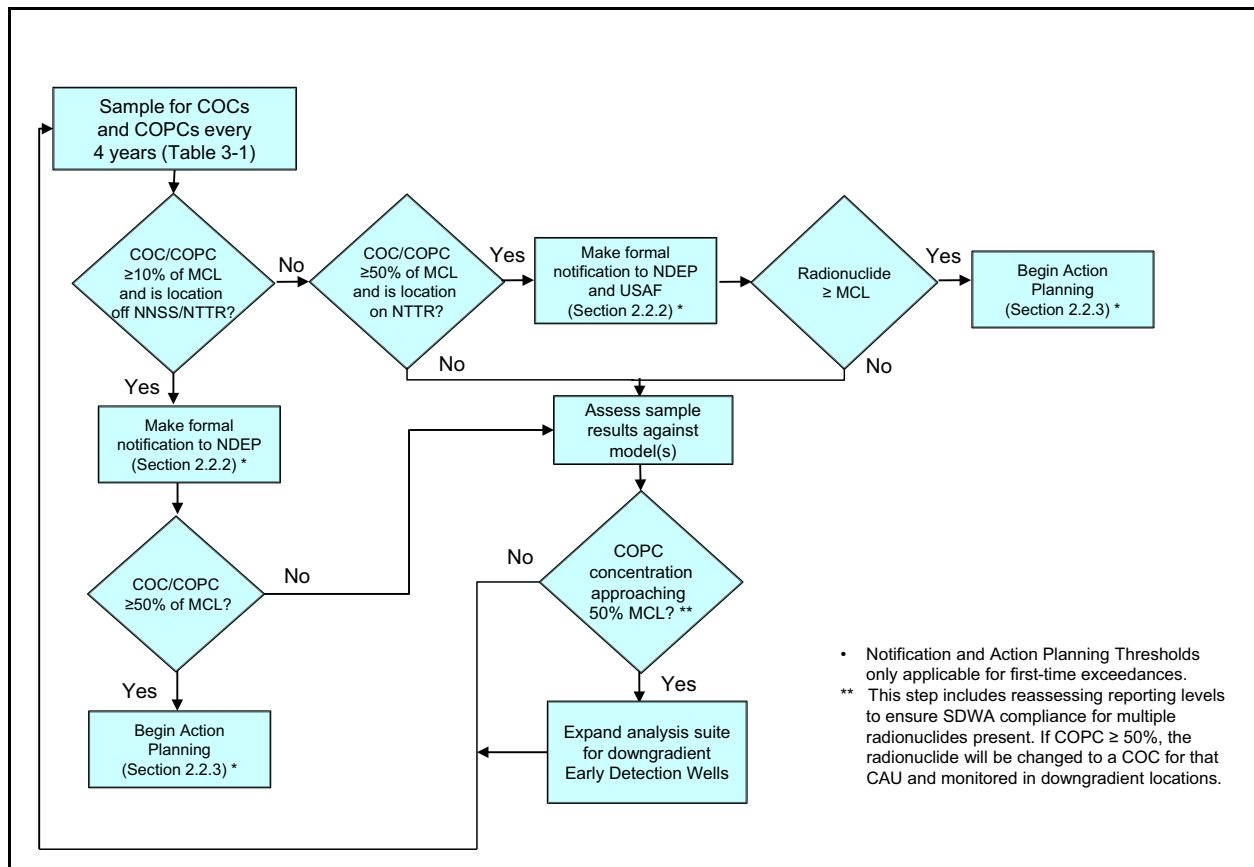 Sample for COCs
and COPCs every
4 years (Table 3-1)
COC/COPC
≥10% of MCL
and is location
off NNSS/NTTR?
No
COC/COPC
≥50% of MCL
and is location
on NTTR?
Yes
Make formal
notification to NDEP
and USAF
(Section 2.2.2) *
Radionuclide
≥ MCL
Yes
Begin Action
Planning
(Section 2.2.3) *
No
No
Yes
Make formal
notification to NDEP
(Section 2.2.2) *
Assess sample
results against
model(s)
COC/COPC
≥50% of MCL?
No
No
COPC
concentration
approaching
50% MCL? **
Yes
Begin Action
Planning
(Section 2.2.3) *
Yes
Expand analysis suite
for downgradient
Early Detection Wells
• Notification and Action Planning Thresholds
only applicable for first-time exceedances.
** This step includes reassessing reporting levels
to ensure SDWA compliance for multiple
radionuclides present. If COPC ≥ 50%, the
radionuclide will be changed to a COC for that
CAU and monitored in downgradient locations.